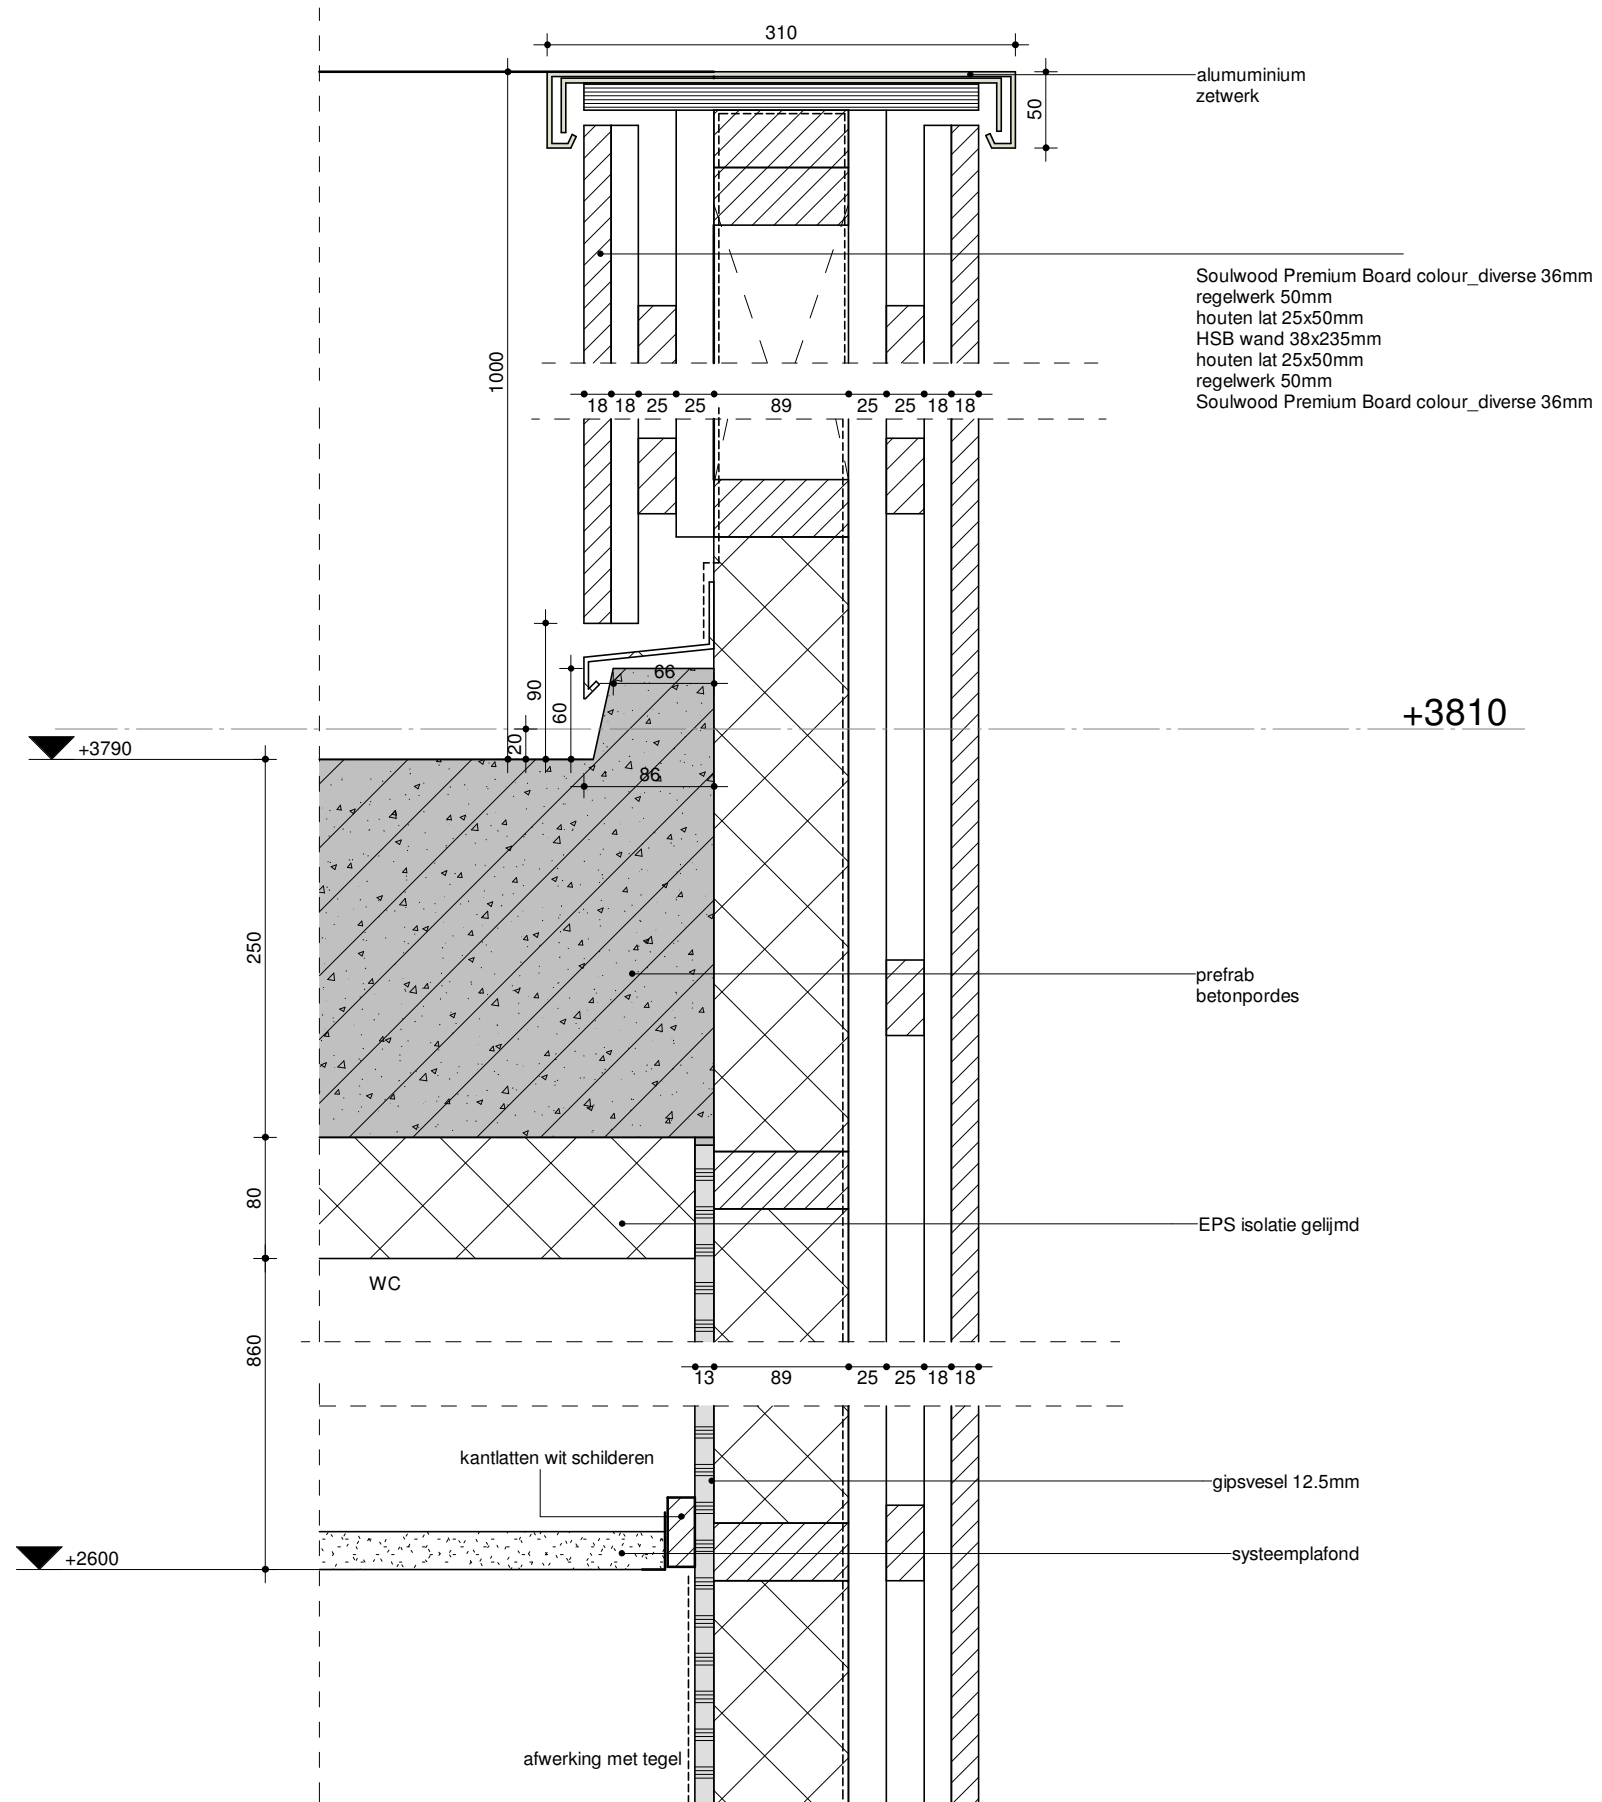 310
alumuminium
zetwerk
50
Soulwood Premium Board colour_diverse 36mm
regelwerk 50mm
houten lat 25x50mm
HSB wand 38x235mm
houten lat 25x50mm
regelwerk 50mm
Soulwood Premium Board colour_diverse 36mm
1000
18 18 25 25 89 25 25 18 18
66
90
60
20
+3810
+3790
86
250
prefrab
betonpordes
80
EPS isolatie gelijmd
WC
860
13 89 25 25 18 18
kantlatten wit schilderen
gipsvesel 12.5mm
+2600
systeemplafond
afwerking met tegel